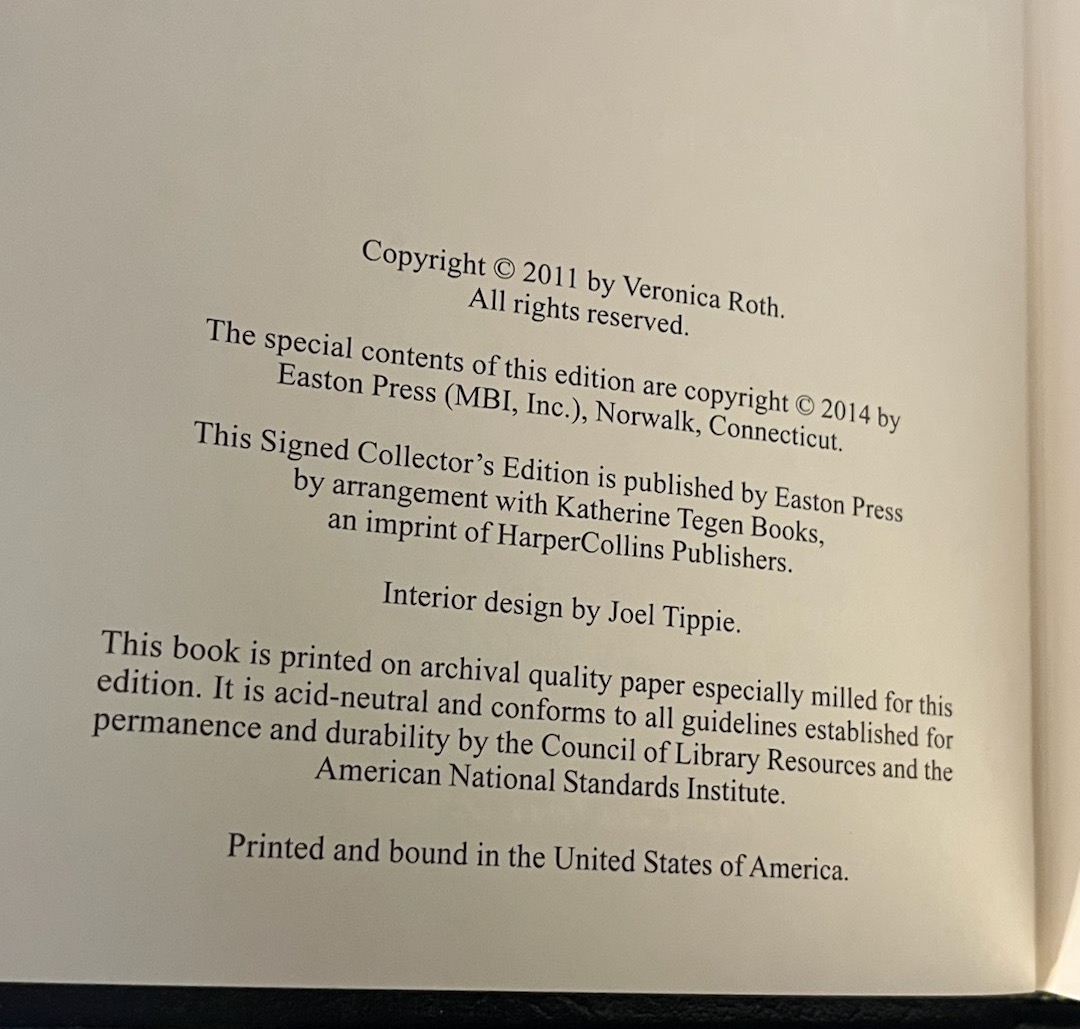 Copyright © 2011 by Veronica Roth.
All rights reserved.
The special contents of this edition are copyright © 2014 by
Easton Press (MBI, Inc.), Norwalk, Connecticut.
This Signed Collector's Edition is published by Easton Press
by arrangement with Katherine Tegen Books,
an imprint of HarperCollins Publishers.
Interior design by Joel Tippie.
This book is printed on archival quality paper especially milled for this
edition. It is acid-neutral and conforms to all guidelines established for
permanence and durability by the Council of Library Resources and the
American National Standards Institute.
Printed and bound in the United States of America.